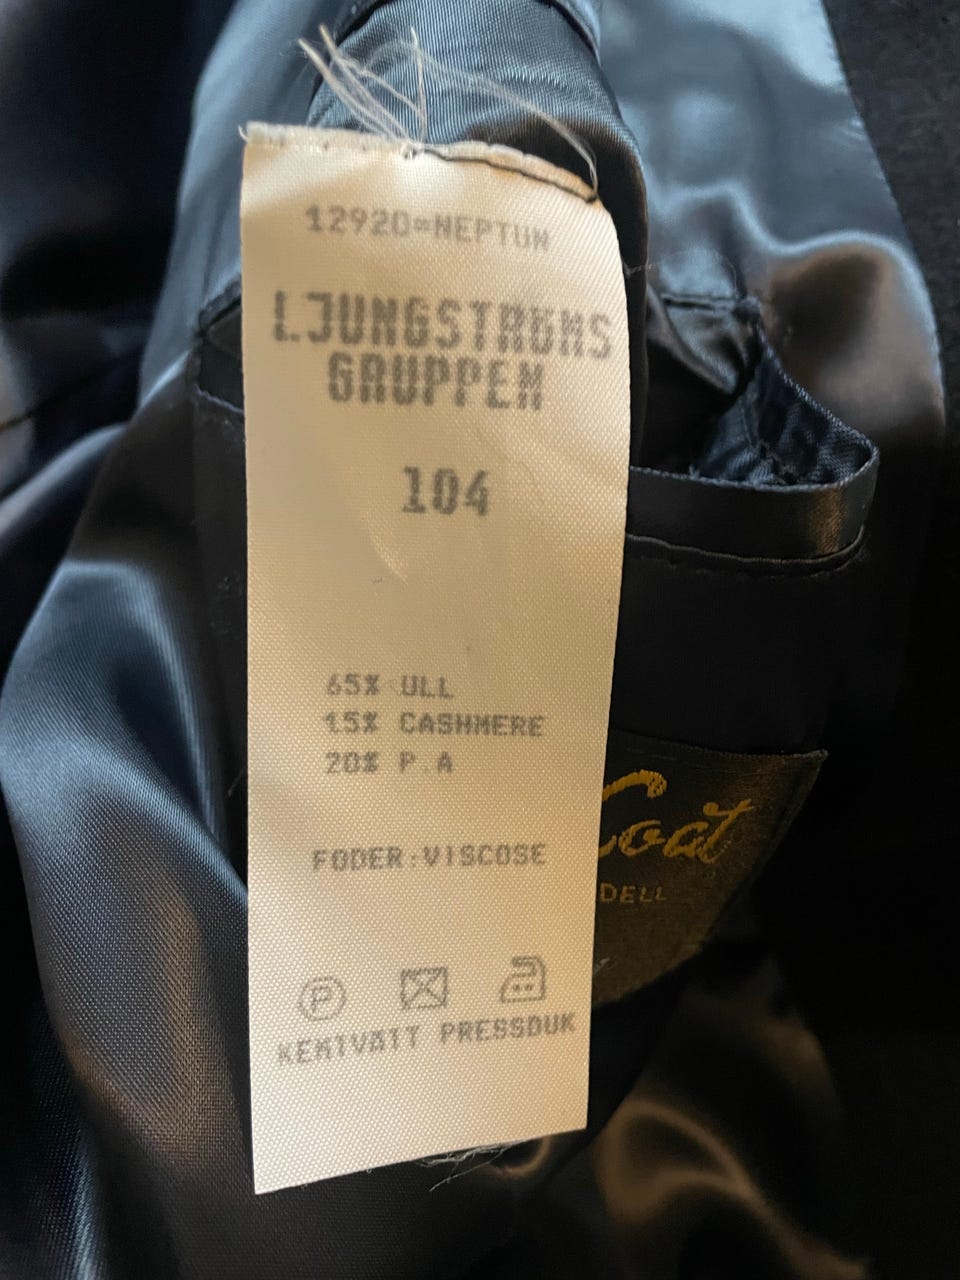 12920=NEPTUN
LJUNGSTRÖMS
GRUPPEN
104
65% ULL
15% CASHMERE
20% P.A
FODER:VISCOSE
P
KEMTVÄTT PRESSDUK
Coat
DELL